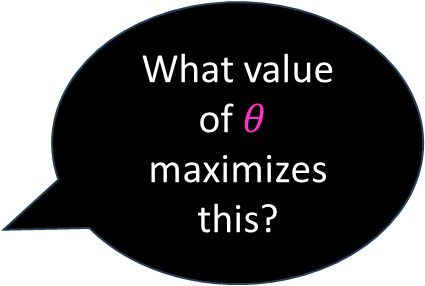 What value
of θ
maximizes
this?